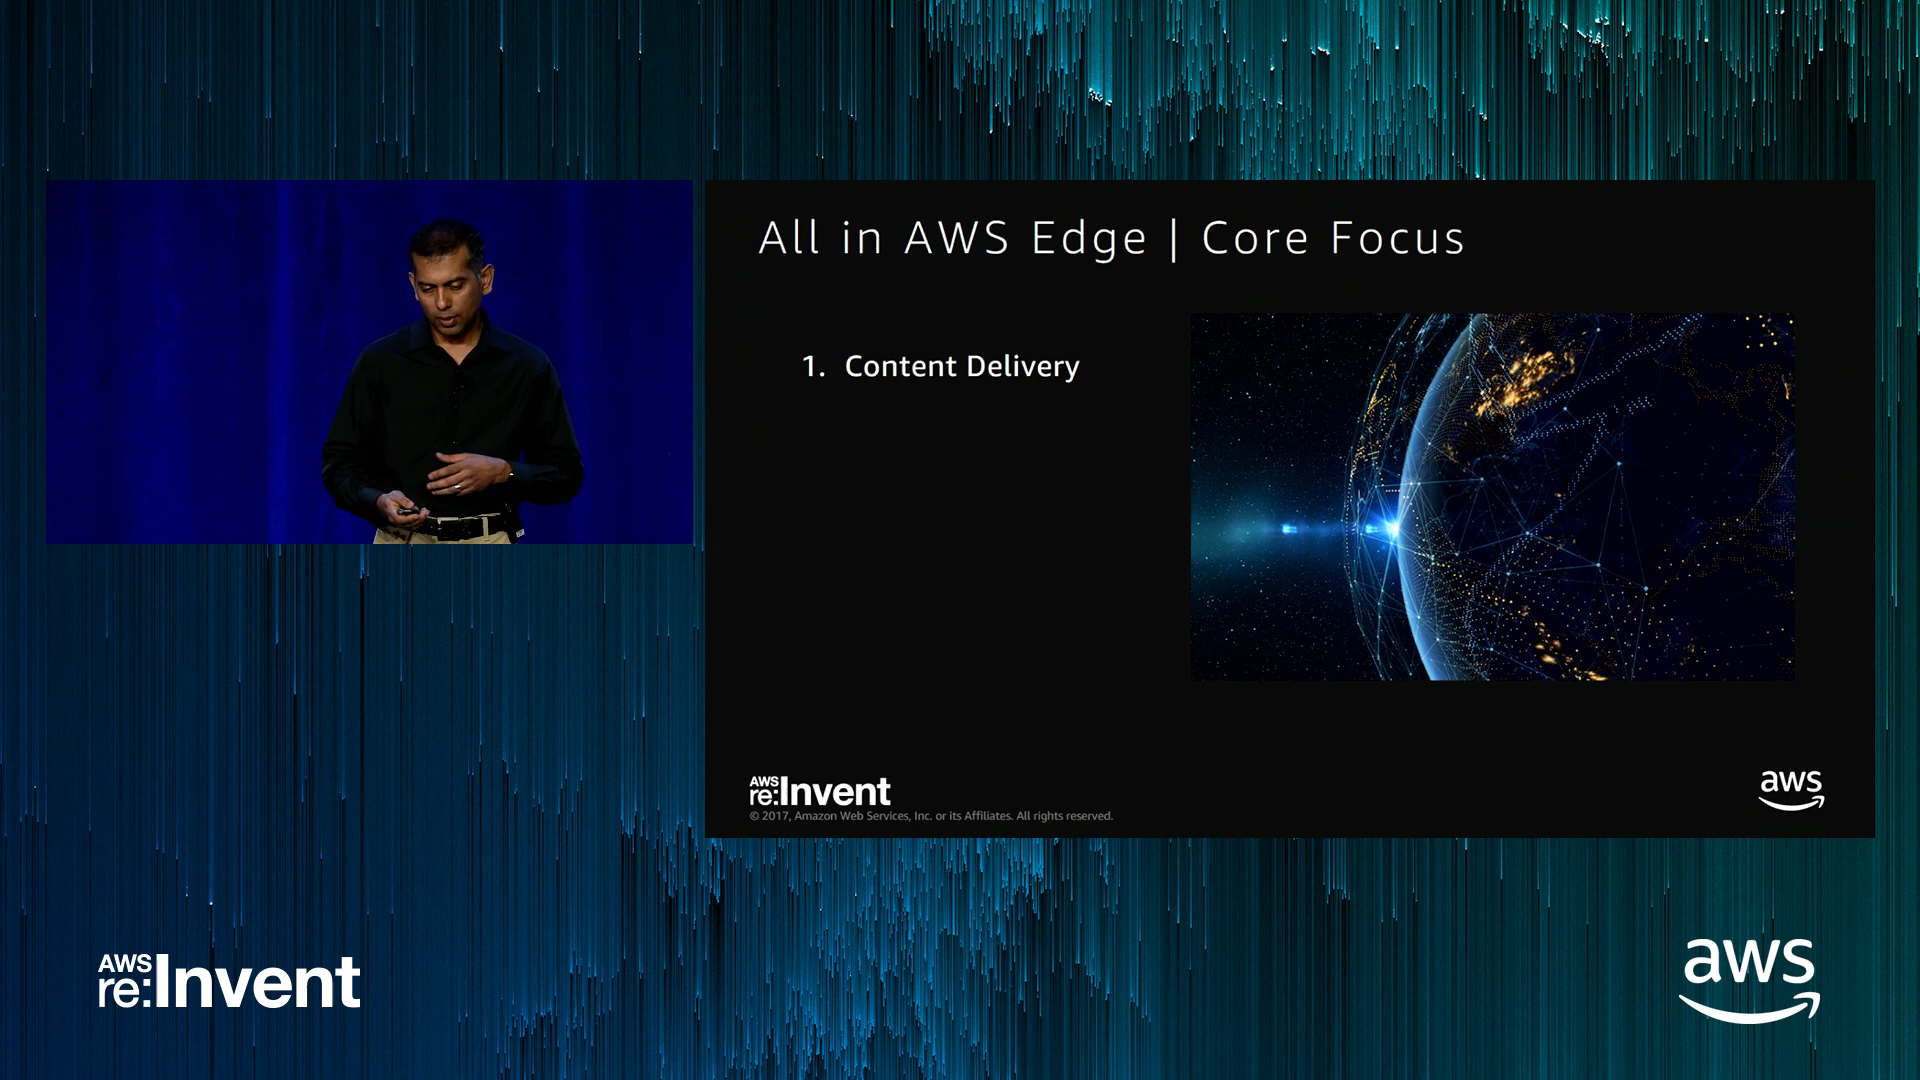 All in AWS Edge | Core Focus
1. Content Delivery
AWS
re:Invent
© 2017, Amazon Web Services, Inc. or its Affiliates. All rights reserved.
aws
AWS
re:Invent
aws